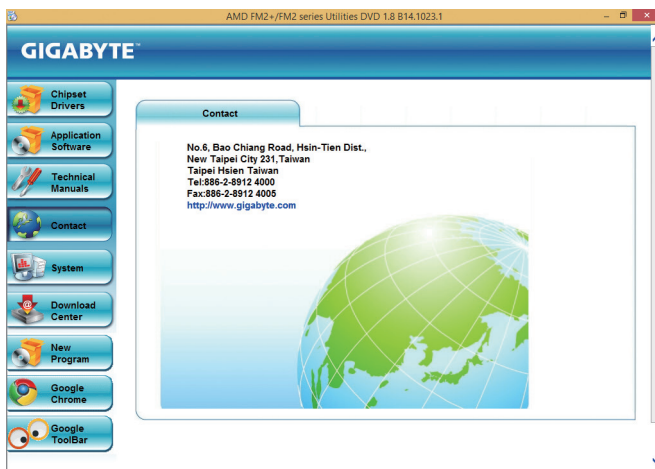 AMD FM2+/FM2 series Utilities DVD 1.8 B14.1023.1
GIGABYTE™
Chipset
Drivers
Application
Software
Technical
Manuals
Contact
System
Download
Center
New
Program
Google
Chrome
Google
ToolBar
Contact
No.6, Bao Chiang Road, Hsin-Tien Dist.,
New Taipei City 231,Taiwan
Taipei Hsien Taiwan
Tel:886-2-8912 4000
Fax:886-2-8912 4005
http://www.gigabyte.com